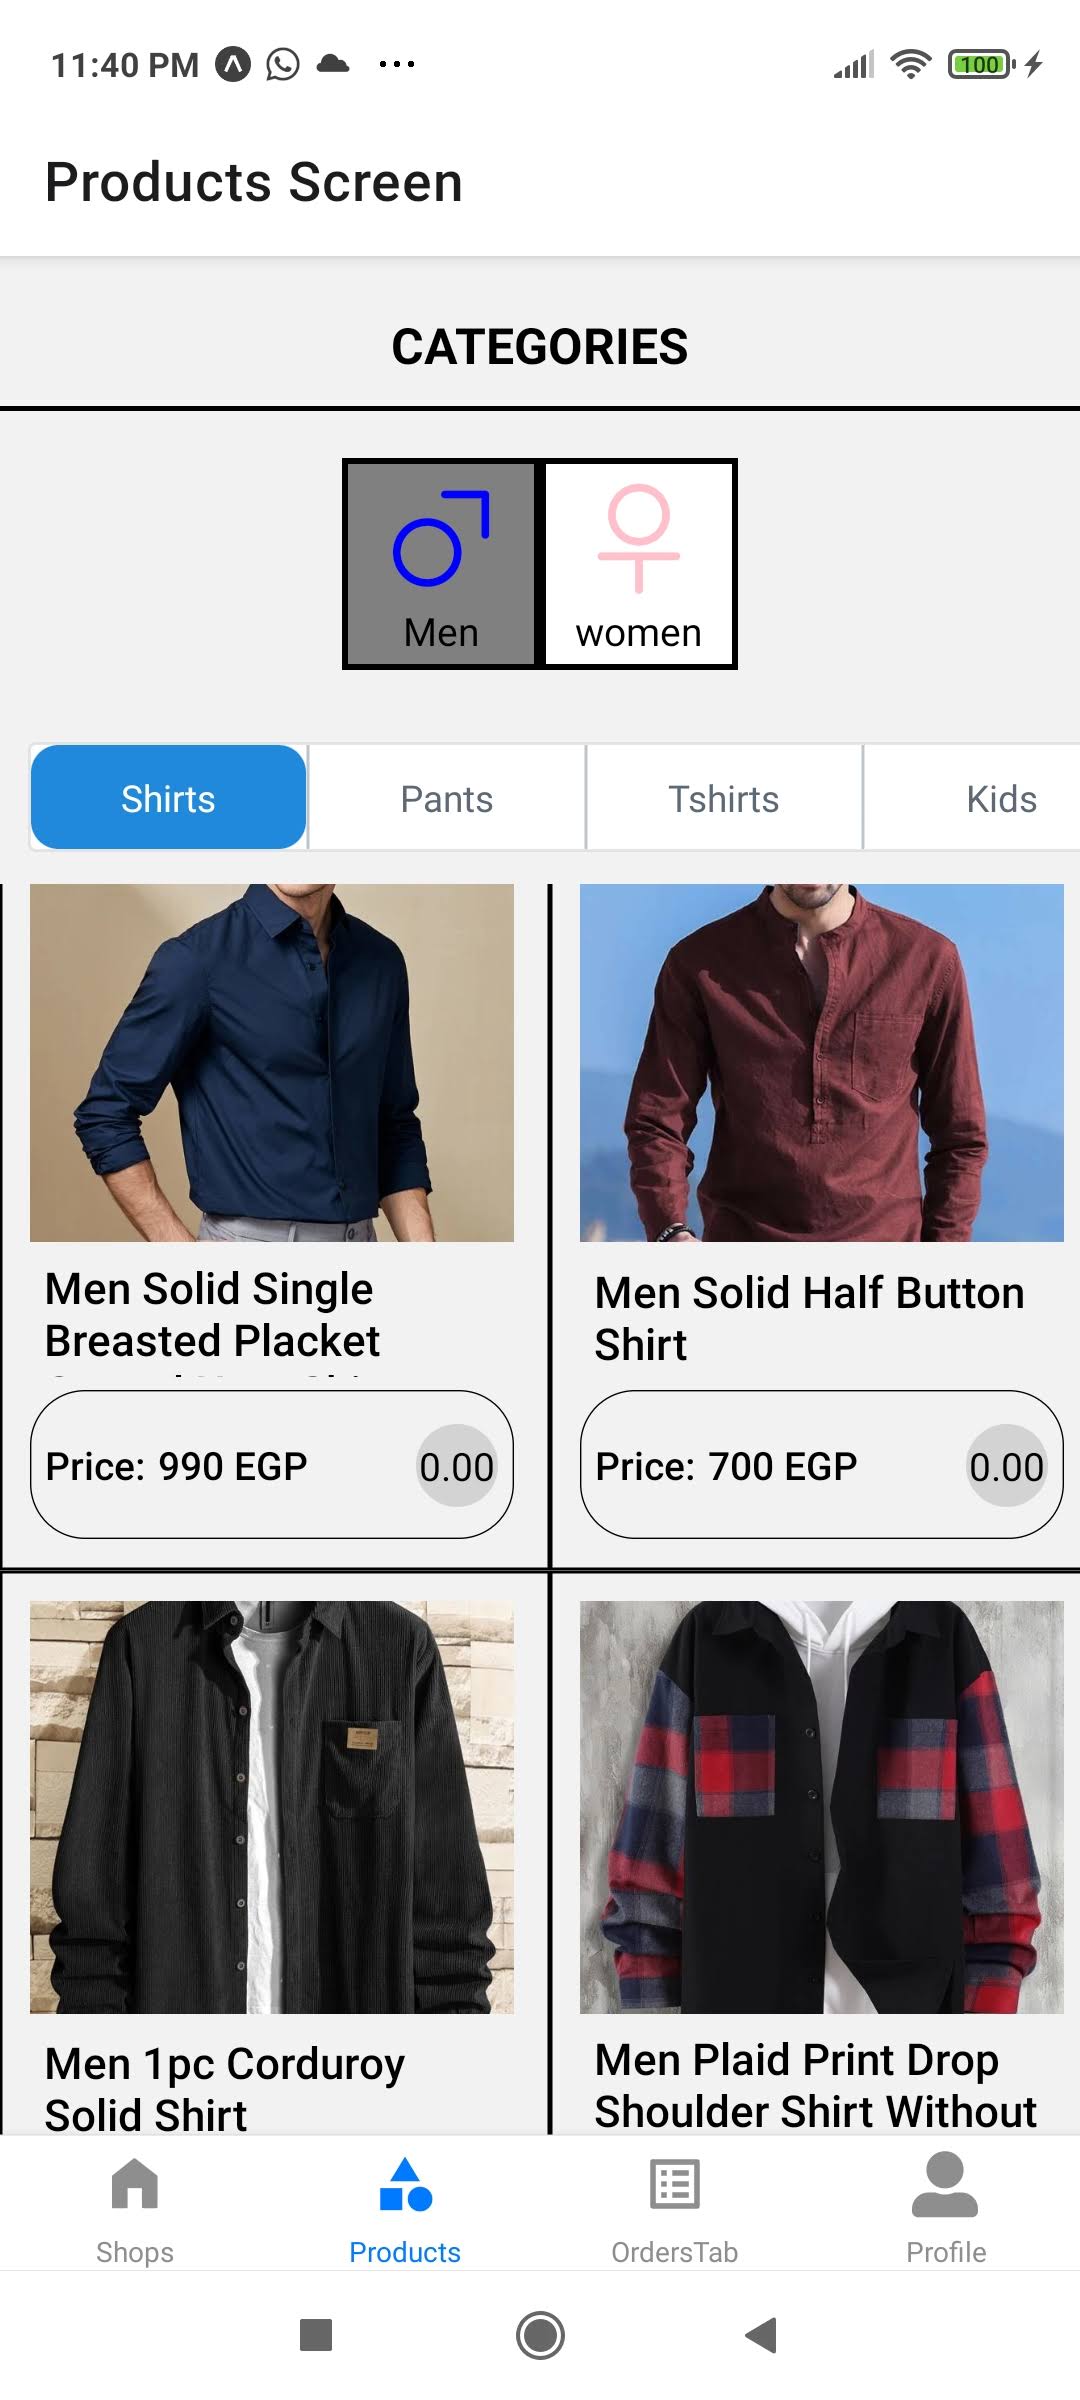 11:40 PM
100
Products Screen
CATEGORIES
Men
women
Shirts
Pants
Tshirts
Kids
Men Solid Single
Breasted Placket
Men Solid Half Button
Shirt
Price: 990 EGP
0.00
Price: 700 EGP
0.00
Men 1pc Corduroy
Solid Shirt
Men Plaid Print Drop
Shoulder Shirt Without
Shops
Products
OrdersTab
Profile